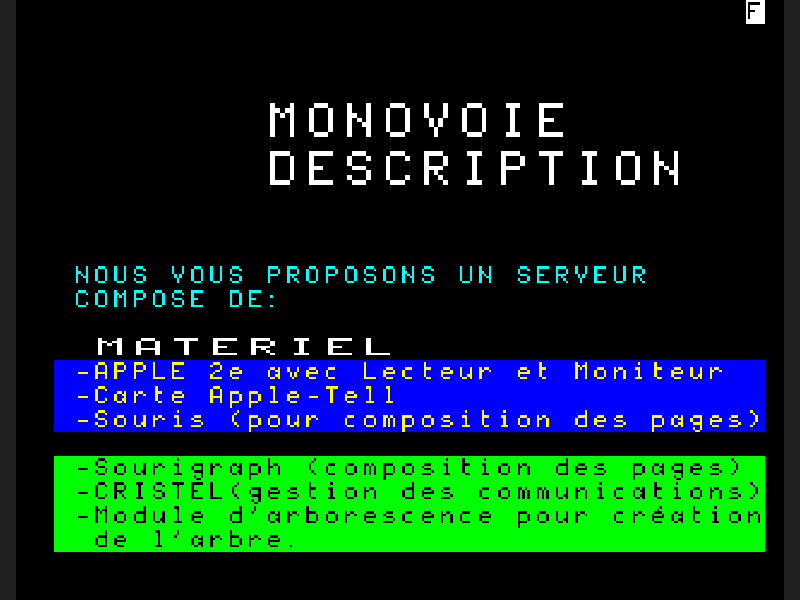 F
MONOVOIE
DESCRIPTION
NOUS VOUS PROPOSONS UN SERVEUR
COMPOSE DE:
MATERIEL
-APPLE 2e avec Lecteur et Moniteur
-Carte Apple-Tell
-Souris (pour composition des pages)
-Sourigraph (composition des pages)
-CRISTEL(gestion des communications)
-Module d'arborescence pour création
de l'arbre.